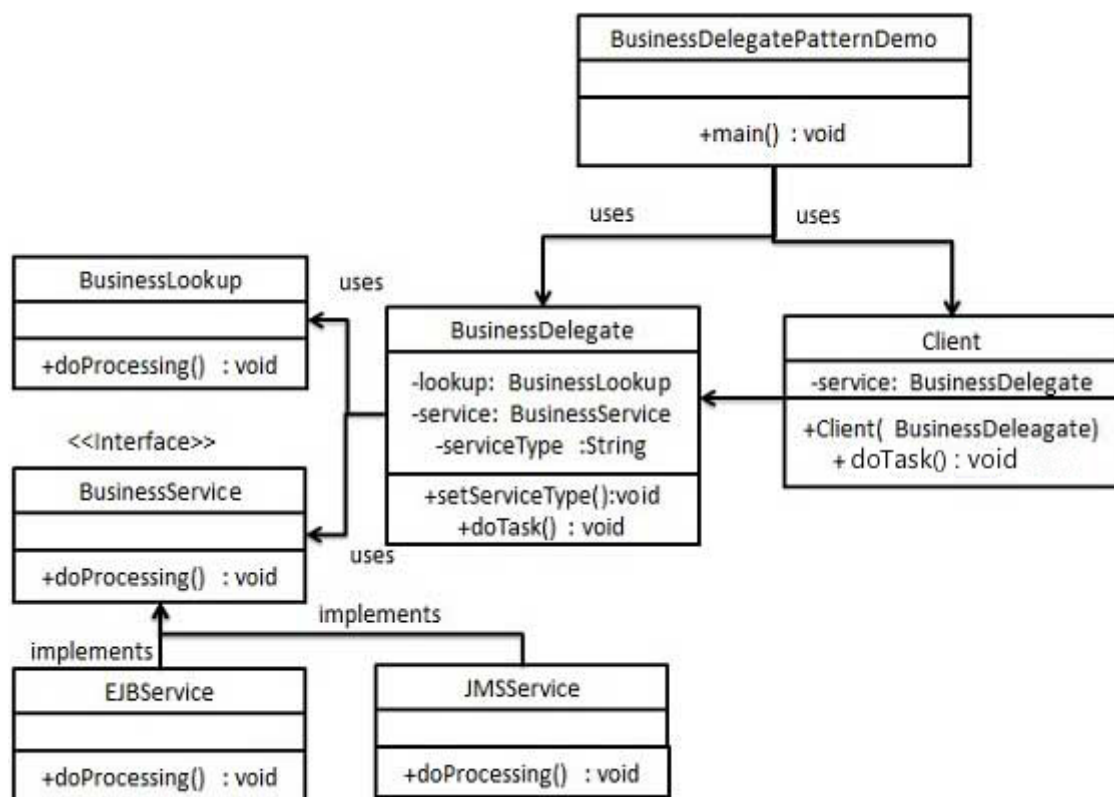 BusinessDelegatePatternDemo
+main() : void
uses
uses
BusinessLookup
+doProcessing() : void
uses
BusinessDelegate
-lookup: BusinessLookup
-service: BusinessService
-serviceType :String
+setServiceType():void
+doTask() : void
Client
-service: BusinessDelegate
+Client( BusinessDeleagate)
+ doTask() : void
<<Interface>>
BusinessService
+doProcessing() : void
uses
implements
implements
EJBService
+doProcessing() : void
JMSService
+doProcessing() : void